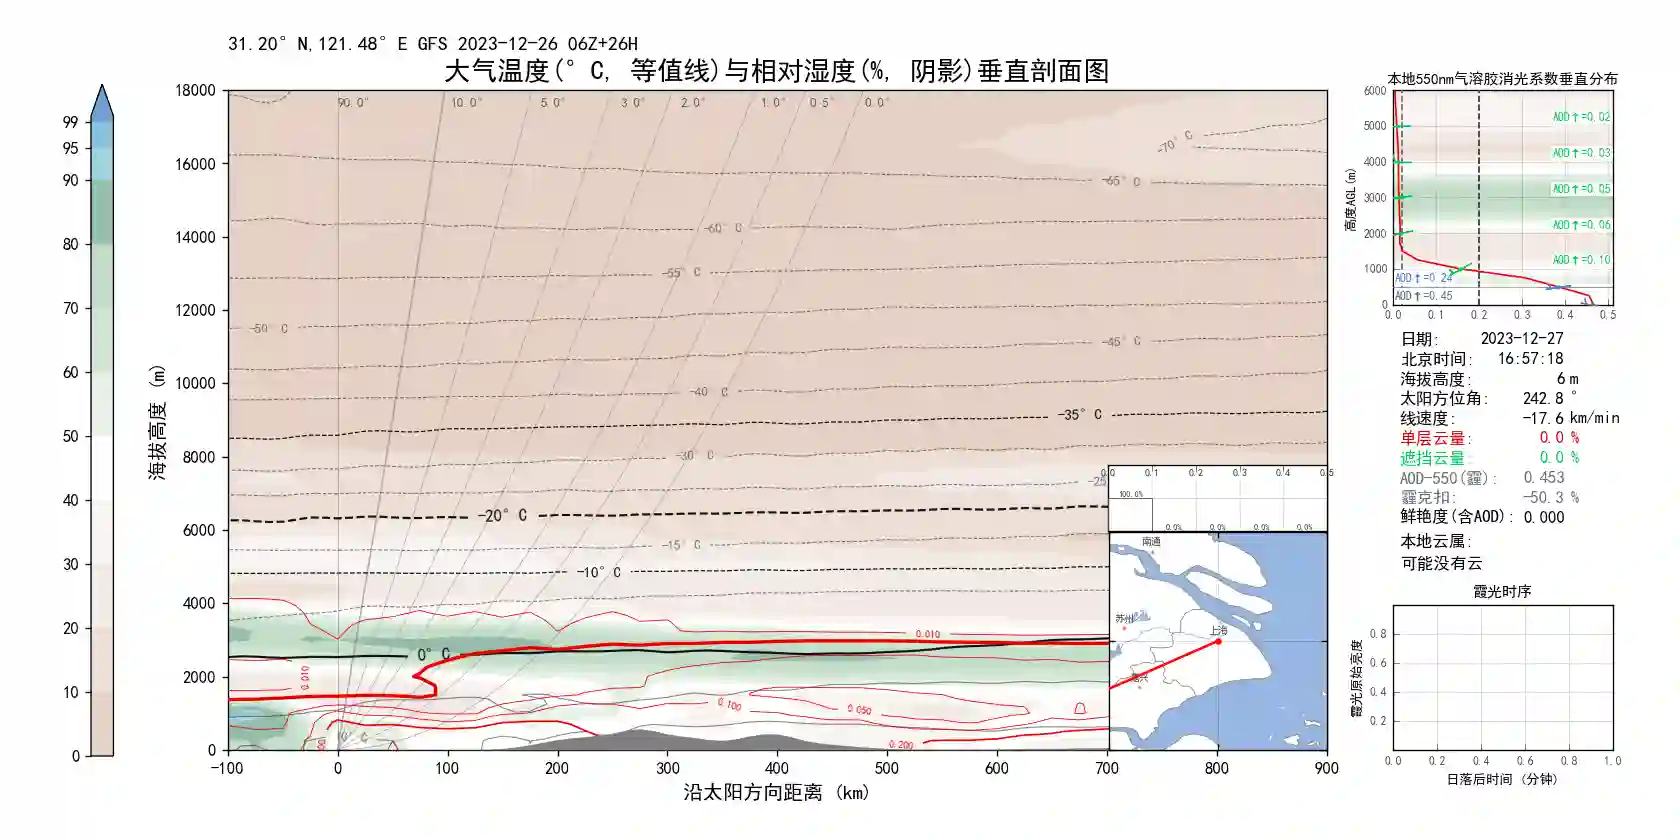 31.20° N,121.48° E GFS 2023-12-26 06Z+26H
大气温度(° C, 等值线)与相对湿度(%, 阴影)垂直剖面图
99
95
90
80
70
60
50
40
30
20
10
0
海拔高度 (m)
18000
16000
14000
12000
10000
8000
6000
4000
2000
0
90.0° 10.0° 5.0° 3.0° 2.0° 1.0° 0.5° 0.0°
-70° C
-65° C
-60° C
-55° C
-50° C
-45° C
-40° C
-35° C
-30° C
-25
-20° C
-15° C
-10° C
0° C
0.010
0.010
0.100
0.050
0.200
-100 0 100 200 300 400 500 600 700 800 900
沿太阳方向距离 (km)
0.0 0.1 0.2 0.3 0.4 0.5
100.0%
0.0% 0.0% 0.0% 0.0%
南通
苏州
上海
本地550nm气溶胶消光系数垂直分布
高度AGL(m)
6000
5000
4000
3000
2000
1000
0
AOD↑=0.02
AOD↑=0.03
AOD↑=0.05
AOD↑=0.06
AOD↑=0.10
AOD↑=0.24
AOD↑=0.45
0.0 0.1 0.2 0.3 0.4 0.5
日期: 2023-12-27
北京时间: 16:57:18
海拔高度: 6 m
太阳方位角: 242.8 °
线速度: -17.6 km/min
单层云量: 0.0 %
遮挡云量: 0.0 %
AOD-550(霾): 0.453
霾克扣: -50.3 %
鲜艳度(含AOD): 0.000
本地云属:
可能没有云
霞光时序
霞光原始亮度
0.8
0.6
0.4
0.2
0.0 0.2 0.4 0.6 0.8 1.0
日落后时间 (分钟)